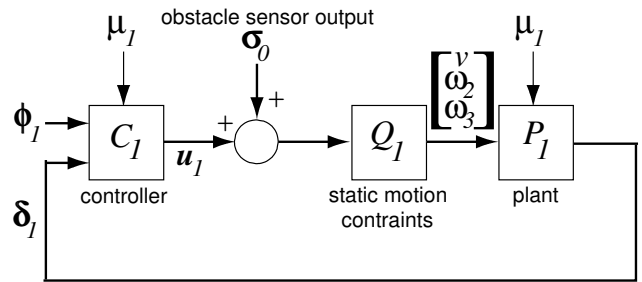 obstacle sensor output
μ₁
σ₀
μ₁
[v ω₂ ω₃]
ϕ₁
+
+
C₁
u₁
Q₁
P₁
controller
static motion
contraints
plant
δ₁